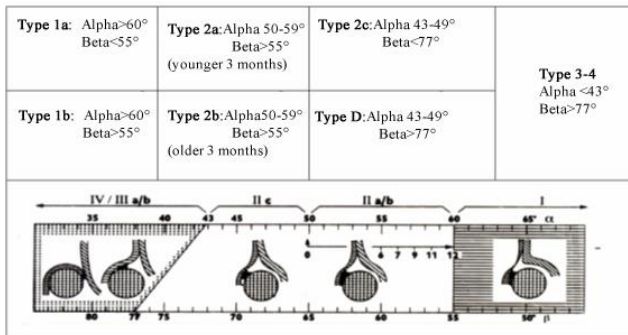 Type 1a: Alpha>60°
Beta<55°
Type 2a:Alpha 50-59°
Beta>55°
(younger 3 months)
Type 2c:Alpha 43-49°
Beta<77°
Type 3-4
Alpha <43°
Beta>77°
Type 1b: Alpha>60°
Beta>55°
Type 2b:Alpha50-59°
Beta>55°
(older 3 months)
Type D:Alpha 43-49°
Beta>77°
IV / III a/b II c II a/b I
35 40 43 45 50 55 60 65° α
0 6 7 9 11 12
80 77 75 70 65 60 55 50° β